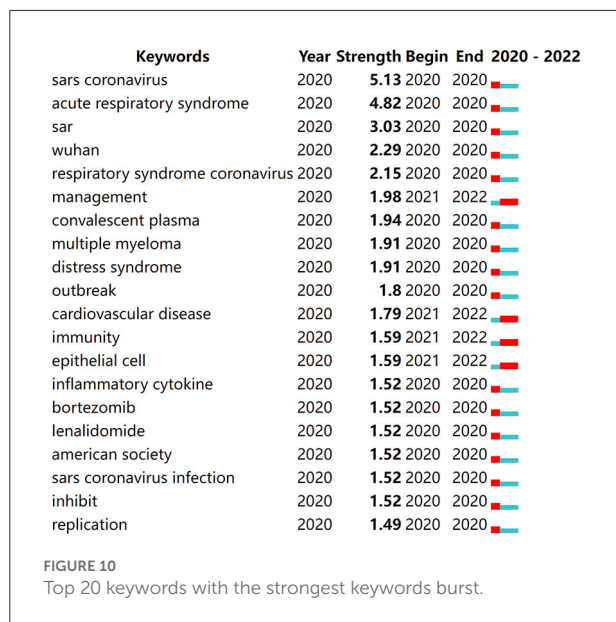 Keywords Year Strength Begin End 2020 - 2022
sars coronavirus 2020 5.13 2020 2020
acute respiratory syndrome 2020 4.82 2020 2020
sar 2020 3.03 2020 2020
wuhan 2020 2.29 2020 2020
respiratory syndrome coronavirus 2020 2.15 2020 2020
management 2020 1.98 2021 2022
convalescent plasma 2020 1.94 2020 2020
multiple myeloma 2020 1.91 2020 2020
distress syndrome 2020 1.91 2020 2020
outbreak 2020 1.8 2020 2020
cardiovascular disease 2020 1.79 2021 2022
immunity 2020 1.59 2021 2022
epithelial cell 2020 1.59 2021 2022
inflammatory cytokine 2020 1.52 2020 2020
bortezomib 2020 1.52 2020 2020
lenalidomide 2020 1.52 2020 2020
american society 2020 1.52 2020 2020
sars coronavirus infection 2020 1.52 2020 2020
inhibit 2020 1.52 2020 2020
replication 2020 1.49 2020 2020
FIGURE 10
Top 20 keywords with the strongest keywords burst.